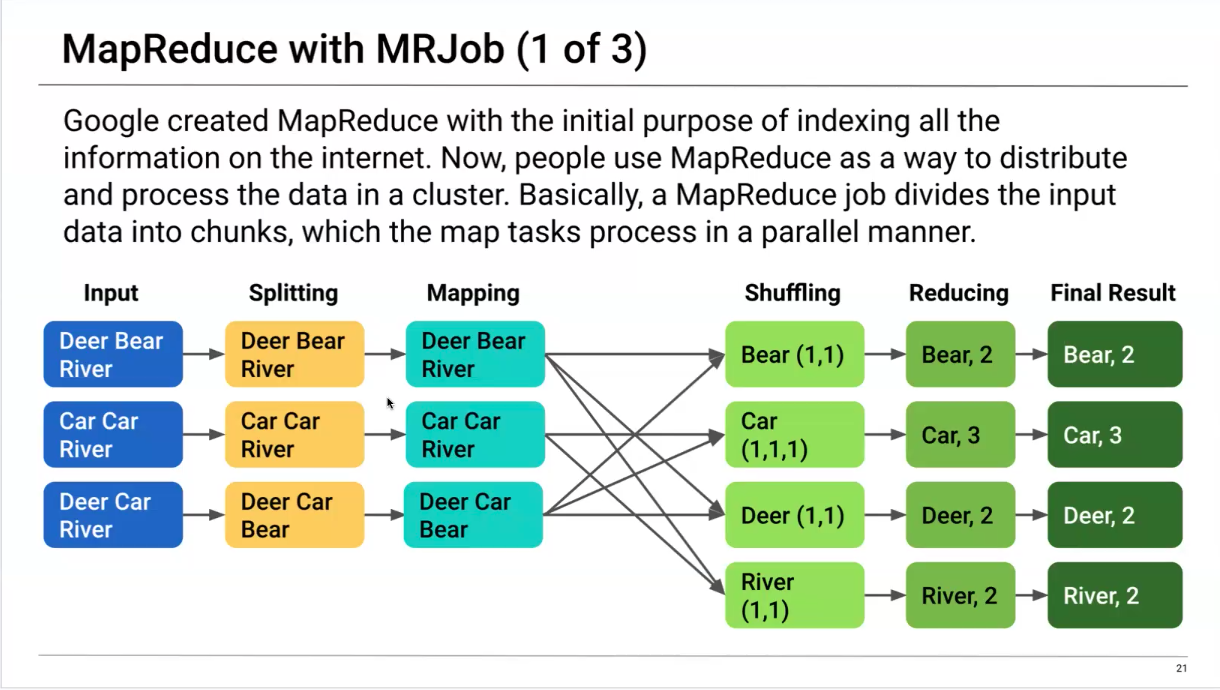 MapReduce with MRJob (1 of 3)
Google created MapReduce with the initial purpose of indexing all the
information on the internet. Now, people use MapReduce as a way to distribute
and process the data in a cluster. Basically, a MapReduce job divides the input
data into chunks, which the map tasks process in a parallel manner.
Input
Splitting
Mapping
Shuffling
Reducing
Final Result
Deer Bear
River
Deer Bear
River
Deer Bear
River
Bear (1,1)
Bear, 2
Bear, 2
Car Car
River
Car Car
River
Car Car
River
Car
(1,1,1)
Car, 3
Car, 3
Deer Car
River
Deer Car
Bear
Deer Car
Bear
Deer (1,1)
Deer, 2
Deer, 2
River
(1,1)
River, 2
River, 2
21